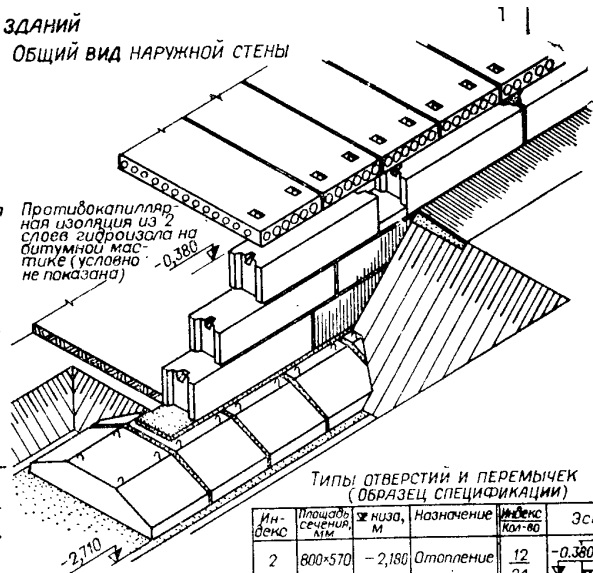 ЗДАНИЙ
ОБЩИЙ ВИД НАРУЖНОЙ СТЕНЫ
1
Противокапилляр-
ная изоляция из 2
слоев гидроизола на
битумной мас-
тике (условно
не показана)
-0,380
-2,710
ТИПЫ ОТВЕРСТИЙ И ПЕРЕМЫЧЕК
(ОБРАЗЕЦ СПЕЦИФИКАЦИИ)
Ин-
декс
Площадь
сечения,
мм
низа,
м
Назначение
Индекс
Кол-во
Эс
2
800×570
-2,180
Отопление
12
-0.380